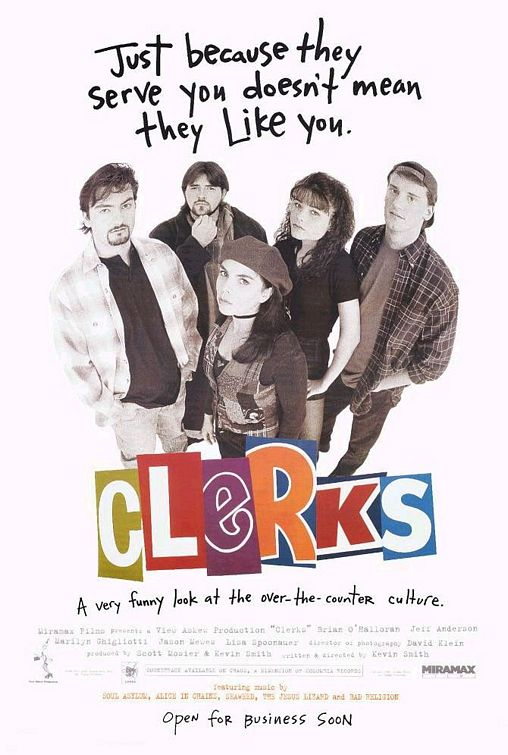 Just because they
serve you doesn't mean
they Like you.
CLeRKS
A very funny look at the over-the-counter culture.
Miramax Films Presents a View Askew Production "Clerks" Brian O'Halloran Jeff Anderson
Marilyn Ghigliotti Jason Mewes Lisa Spoonauer director of photography David Klein
produced by Scott Mosier & Kevin Smith written & directed by Kevin Smith
SOUNDTRACK AVAILABLE ON CHAOS, A DIVISION OF COLUMBIA RECORDS
MIRAMAX
featuring music by
SOUL ASYLUM, ALICE IN CHAINS, SEAWEED, THE JESUS LIZARD and BAD RELIGION
OPEN FOR BUSINESS SOON